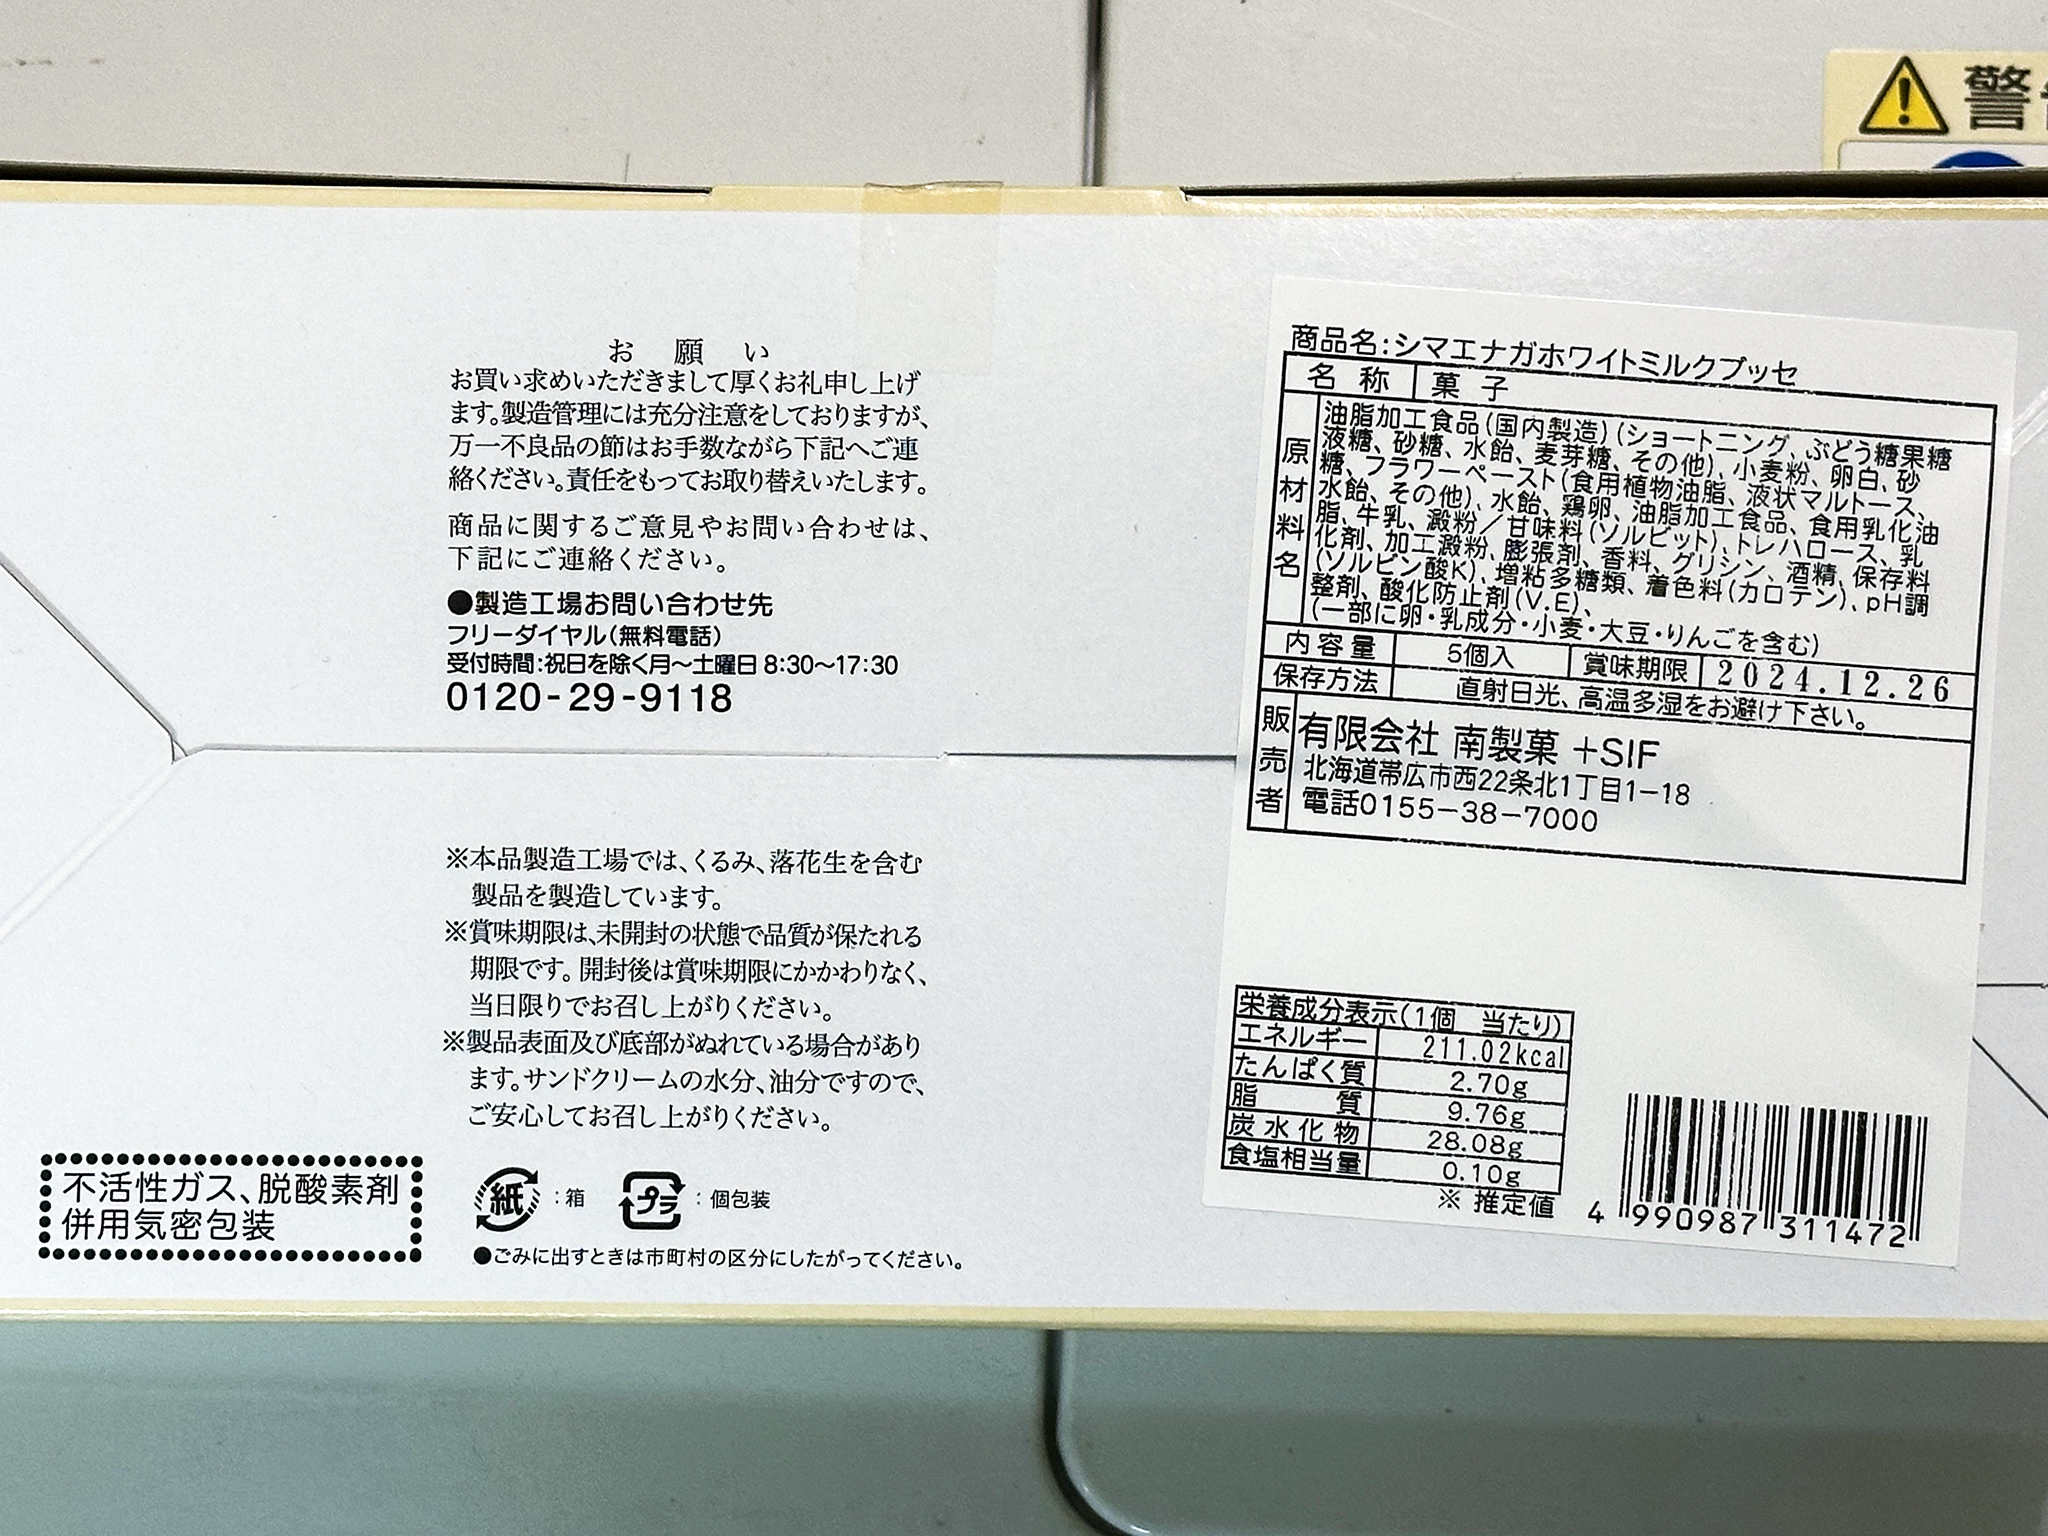 警
お願い
お買い求めいただきまして厚くお礼申し上げ
ます。製造管理には充分注意をしておりますが、
万一不良品の節はお手数ながら下記へご連
絡ください。責任をもってお取り替えいたします。
商品に関するご意見やお問い合わせは、
下記にご連絡ください。
●製造工場お問い合わせ先
フリーダイヤル(無料電話)
受付時間:祝日を除く月〜土曜日 8:30〜17:30
0120-29-9118
※本品製造工場では、くるみ、落花生を含む
製品を製造しています。
※賞味期限は、未開封の状態で品質が保たれる
期限です。開封後は賞味期限にかかわりなく、
当日限りでお召し上がりください。
※製品表面及び底部がぬれている場合があり
ます。サンドクリームの水分、油分ですので、
ご安心してお召し上がりください。
不活性ガス、脱酸素剤
併用気密包装
紙:箱 プラ:個包装
●ごみに出すときは市町村の区分にしたがってください。
商品名:シマエナガホワイトミルクブッセ
名称 菓子
原材料名 油脂加工食品(国内製造)(ショートニング、ぶどう糖果糖
液糖、砂糖、水飴、麦芽糖、その他)、小麦粉、卵白、砂
糖、フラワーペースト(食用植物油脂、液状マルトース、
水飴、その他)、水飴、鶏卵、油脂加工食品、食用乳化油
脂、牛乳、澱粉/甘味料(ソルビット)、トレハロース、乳
化剤、加工澱粉、膨張剤、香料、グリシン、酒精、保存料
(ソルビン酸K)、増粘多糖類、着色料(カロテン)、pH調
整剤、酸化防止剤(V.E)、
(一部に卵・乳成分・小麦・大豆・りんごを含む)
内容量 5個入 賞味期限 2024.12.26
保存方法 直射日光、高温多湿をお避け下さい。
販売者 有限会社 南製菓 +SIF
北海道帯広市西22条北1丁目1-18
電話0155-38-7000
栄養成分表示(1個 当たり)
エネルギー 211.02kcal
たんぱく質 2.70g
脂質 9.76g
炭水化物 28.08g
食塩相当量 0.10g
※ 推定値
4 990987 311472